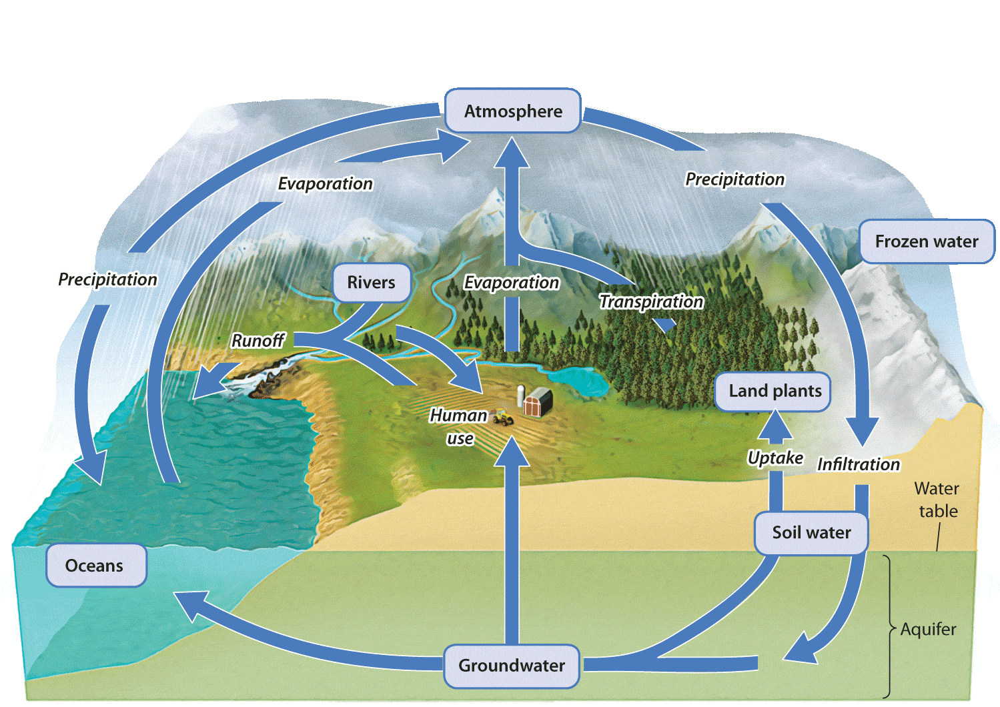 Atmosphere
Evaporation
Precipitation
Frozen water
Precipitation
Rivers
Evaporation
Transpiration
Runoff
Land plants
Human
use
Uptake
Infiltration
Water
table
Soil water
Oceans
Aquifer
Groundwater